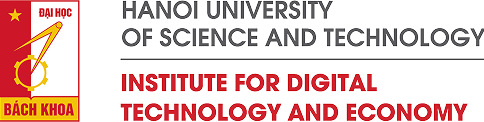 ĐẠI HỌC
BÁCH KHOA
HANOI UNIVERSITY
OF SCIENCE AND TECHNOLOGY
INSTITUTE FOR DIGITAL
TECHNOLOGY AND ECONOMY